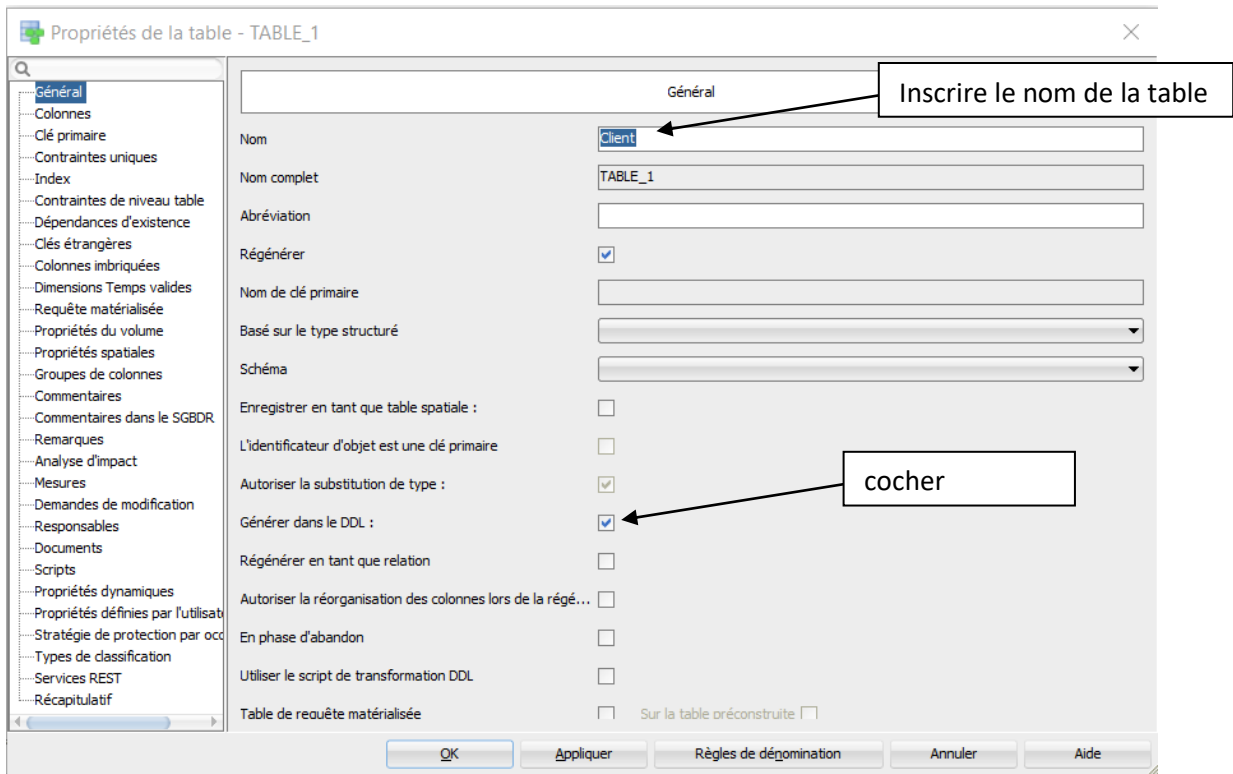 Propriétés de la table - TABLE_1
Général
Colonnes
Clé primaire
Contraintes uniques
Index
Contraintes de niveau table
Dépendances d'existence
Clés étrangères
Colonnes imbriquées
Dimensions Temps valides
Requête matérialisée
Propriétés du volume
Propriétés spatiales
Groupes de colonnes
Commentaires
Commentaires dans le SGBDR
Remarques
Analyse d'impact
Mesures
Demandes de modification
Responsables
Documents
Scripts
Propriétés dynamiques
Propriétés définies par l'utilisate
Stratégie de protection par occ
Types de classification
Services REST
Récapitulatif
Général
Inscrire le nom de la table
Nom Client
Nom complet TABLE_1
Abréviation
Régénérer
Nom de clé primaire
Basé sur le type structuré
Schéma
Enregistrer en tant que table spatiale :
L'identificateur d'objet est une clé primaire
Autoriser la substitution de type :
cocher
Générer dans le DDL :
Régénérer en tant que relation
Autoriser la réorganisation des colonnes lors de la régé...
En phase d'abandon
Utiliser le script de transformation DDL
Table de requête matérialisée Sur la table préconstruite
OK Appliquer Règles de dénomination Annuler Aide